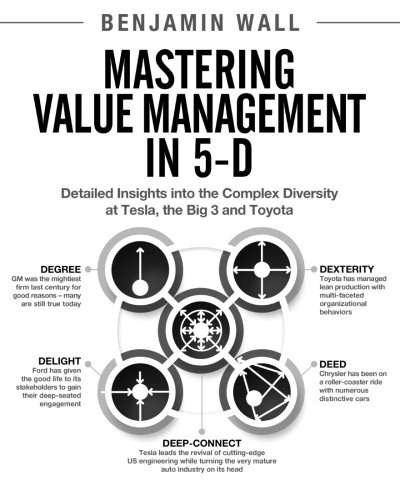 BENJAMIN WALL
MASTERING
VALUE MANAGEMENT
IN 5-D
Detailed Insights into the Complex Diversity
at Tesla, the Big 3 and Toyota
DEGREE
GM was the mightiest
firm last century for
good reasons – many
are still true today
DEXTERITY
Toyota has managed
lean production with
multi-faceted
organizational
behaviors
DELIGHT
Ford has given
the good life to its
stakeholders to gain
their deep-seated
engagement
DEED
Chrysler has been on
a roller-coaster ride
with numerous
distinctive cars
DEEP-CONNECT
Tesla leads the revival of cutting-edge
US engineering while turning the very mature
auto industry on its head